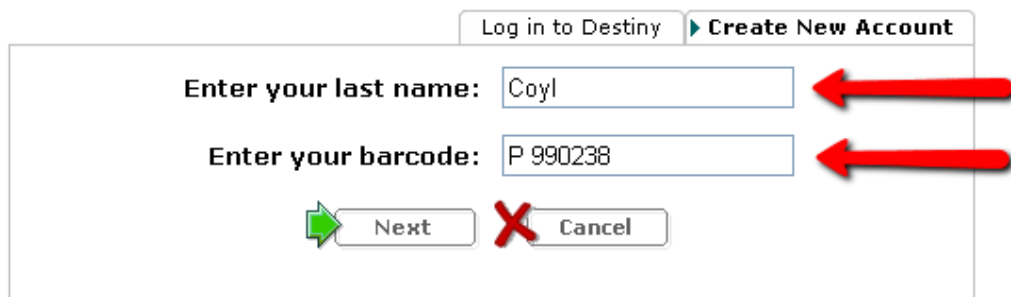 Log in to Destiny Create New Account
Enter your last name: Coyl
Enter your barcode: P 990238
Next Cancel